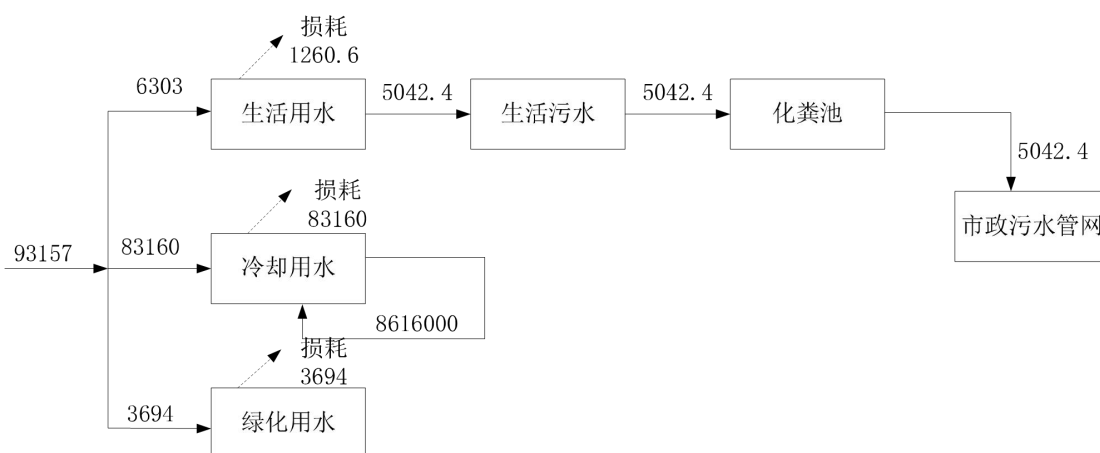 损耗
1260.6
6303
生活用水
5042.4
生活污水
5042.4
化粪池
5042.4
市政污水管网
损耗
83160
93157
83160
冷却用水
8616000
损耗
3694
3694
绿化用水